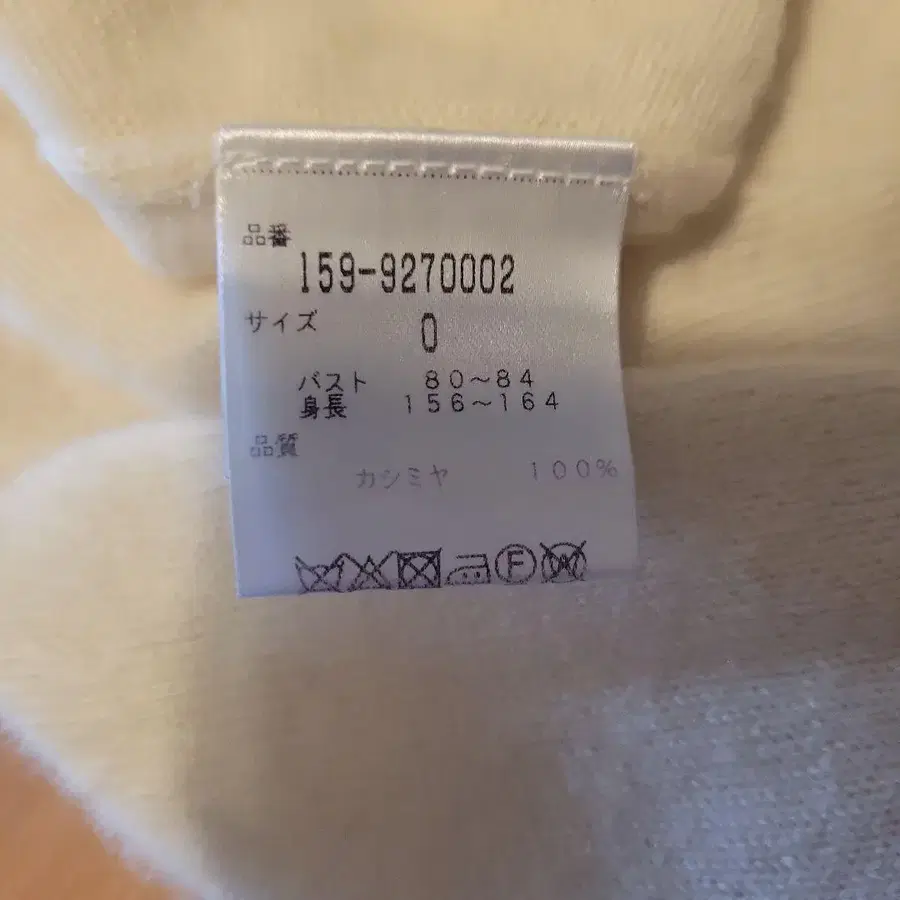 品番
159-9270002
サイズ 0
バスト 80～84
身長 156～164
品質
カシミヤ 100%
F
W